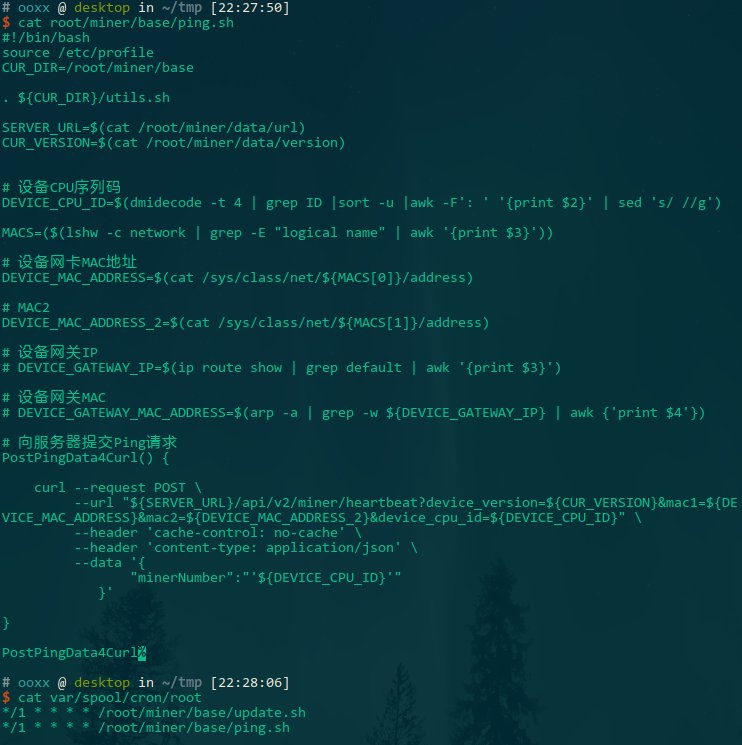 # ooxx @ desktop in ~/tmp [22:27:50]
$ cat root/miner/base/ping.sh
#!/bin/bash
source /etc/profile
CUR_DIR=/root/miner/base

. ${CUR_DIR}/utils.sh

SERVER_URL=$(cat /root/miner/data/url)
CUR_VERSION=$(cat /root/miner/data/version)


# 设备CPU序列码
DEVICE_CPU_ID=$(dmidecode -t 4 | grep ID |sort -u |awk -F': ' '{print $2}' | sed 's/ //g')

MACS=($(lshw -c network | grep -E "logical name" | awk '{print $3}'))

# 设备网卡MAC地址
DEVICE_MAC_ADDRESS=$(cat /sys/class/net/${MACS[0]}/address)

# MAC2
DEVICE_MAC_ADDRESS_2=$(cat /sys/class/net/${MACS[1]}/address)

# 设备网关IP
# DEVICE_GATEWAY_IP=$(ip route show | grep default | awk '{print $3}')

# 设备网关MAC
# DEVICE_GATEWAY_MAC_ADDRESS=$(arp -a | grep -w ${DEVICE_GATEWAY_IP} | awk {'print $4'})

# 向服务器提交Ping请求
PostPingData4Curl() {

    curl --request POST \
         --url "${SERVER_URL}/api/v2/miner/heartbeat?device_version=${CUR_VERSION}&mac1=${DE
VICE_MAC_ADDRESS}&mac2=${DEVICE_MAC_ADDRESS_2}&device_cpu_id=${DEVICE_CPU_ID}" \
         --header 'cache-control: no-cache' \
         --header 'content-type: application/json' \
         --data '{
                "minerNumber":"'${DEVICE_CPU_ID}'"
            }'

}

PostPingData4Curl%

# ooxx @ desktop in ~/tmp [22:28:06]
$ cat var/spool/cron/root
*/1 * * * * /root/miner/base/update.sh
*/1 * * * * /root/miner/base/ping.sh